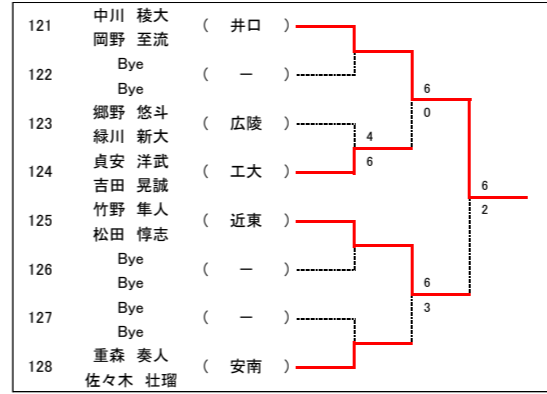 中川 稜大
121 ( 井口 )
岡野 至流
Bye
122 ( ー )
Bye
6
0
郷野 悠斗
123 ( 広陵 )
緑川 新大
4
6
貞安 洋武
124 ( 工大 )
吉田 晃誠
6
2
竹野 隼人
125 ( 近東 )
松田 惇志
Bye
126 ( ー )
Bye
6
3
Bye
127 ( ー )
Bye
重森 奏人
128 ( 安南 )
佐々木 壮瑠